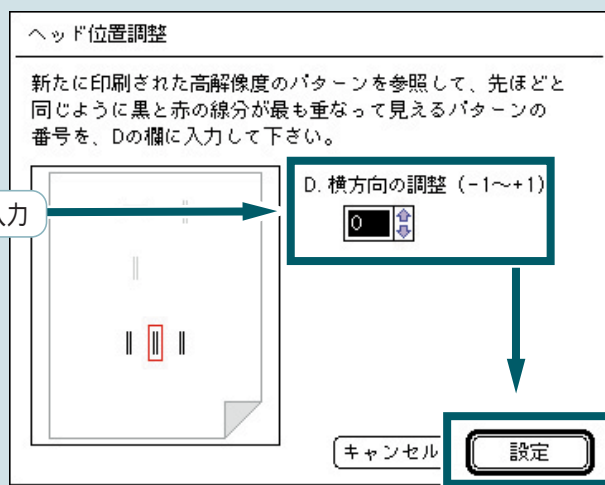 ヘッド位置調整
新たに印刷された高解像度のパターンを参照して、先ほどと
同じように黒と赤の線分が最も重なって見えるパターンの
番号を、Dの欄に入力して下さい。
D. 横方向の調整（-1～+1）
0
力
キャンセル
設定